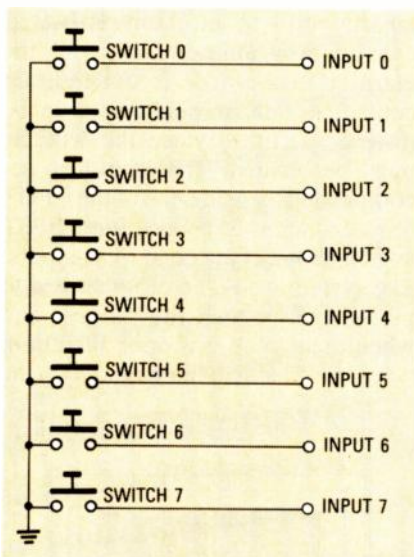 SWITCH 0 INPUT 0
SWITCH 1 INPUT 1
SWITCH 2 INPUT 2
SWITCH 3 INPUT 3
SWITCH 4 INPUT 4
SWITCH 5 INPUT 5
SWITCH 6 INPUT 6
SWITCH 7 INPUT 7